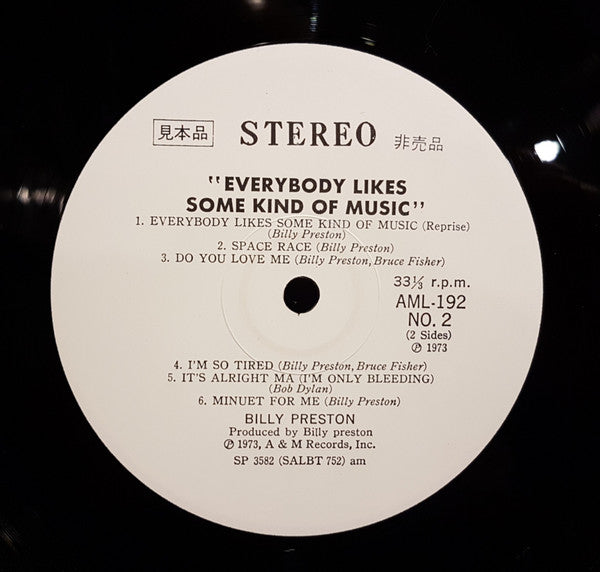 見本品 STEREO 非売品
"EVERYBODY LIKES
SOME KIND OF MUSIC"
1. EVERYBODY LIKES SOME KIND OF MUSIC (Reprise)
(Billy Preston)
2. SPACE RACE (Billy Preston)
3. DO YOU LOVE ME (Billy Preston, Bruce Fisher)
33⅓ r.p.m.
AML-192
NO. 2
(2 Sides)
Ⓟ 1973
4. I'M SO TIRED (Billy Preston, Bruce Fisher)
5. IT'S ALRIGHT MA (I'M ONLY BLEEDING)
(Bob Dylan)
6. MINUET FOR ME (Billy Preston)
BILLY PRESTON
Produced by Billy preston
Ⓟ 1973, A & M Records, Inc.
SP 3582 (SALBT 752) am